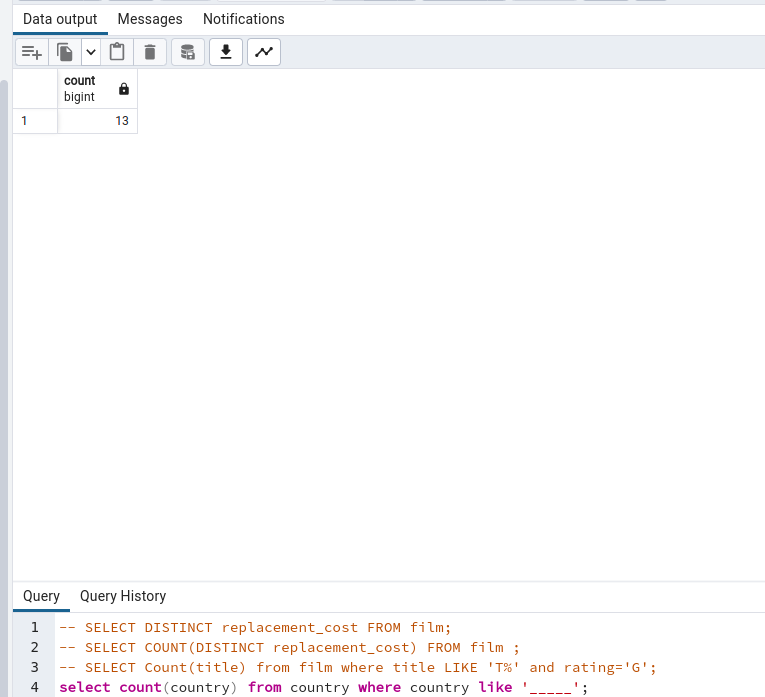 Data output Messages Notifications
count
bigint
1 13
Query Query History
1 -- SELECT DISTINCT replacement_cost FROM film;
2 -- SELECT COUNT(DISTINCT replacement_cost) FROM film ;
3 -- SELECT Count(title) from film where title LIKE 'T%' and rating='G';
4 select count(country) from country where country like '_____';